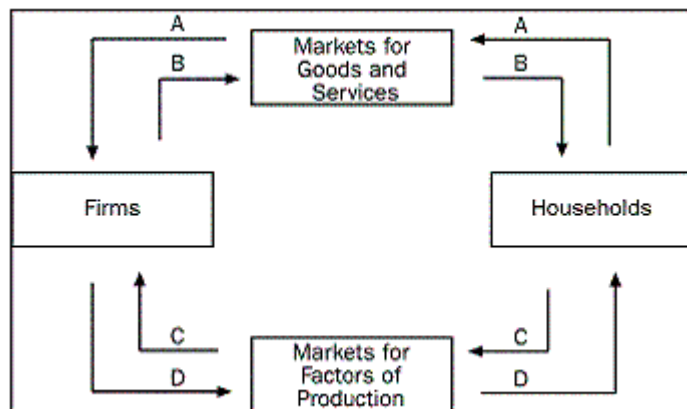 A
A
B
Markets for
Goods and
Services
B
Firms
Households
C
C
D
Markets for
Factors of
Production
D